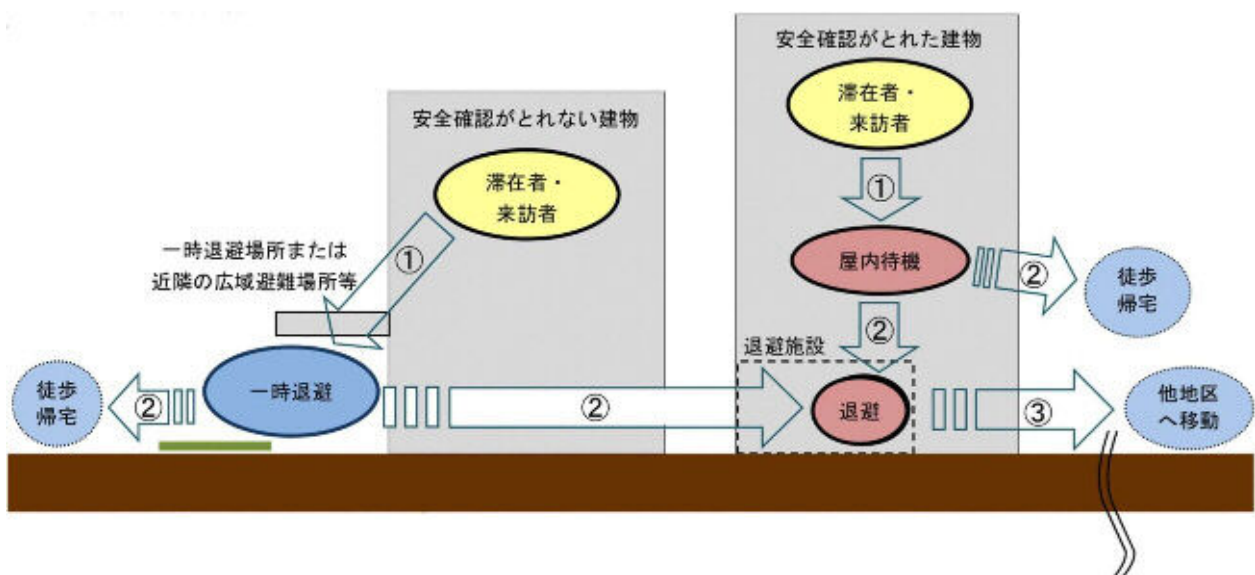 安全確認がとれた建物
滞在者・
来訪者
①
屋内待機
②
徒歩
帰宅
②
退避施設
退避
③
他地区
へ移動
安全確認がとれない建物
滞在者・
来訪者
①
一時退避場所または
近隣の広域避難場所等
一時退避
②
徒歩
帰宅
②